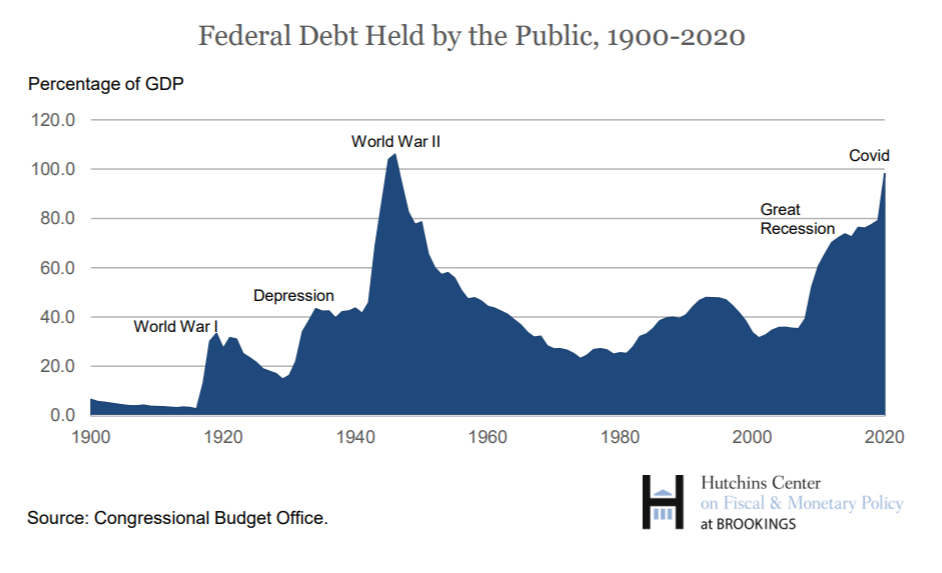 Federal Debt Held by the Public, 1900-2020
Percentage of GDP
120.0
100.0
80.0
60.0
40.0
20.0
0.0
World War I
Depression
World War II
Great
Recession
Covid
1900 1920 1940 1960 1980 2000 2020
Source: Congressional Budget Office.
Hutchins Center
on Fiscal & Monetary Policy
at BROOKINGS